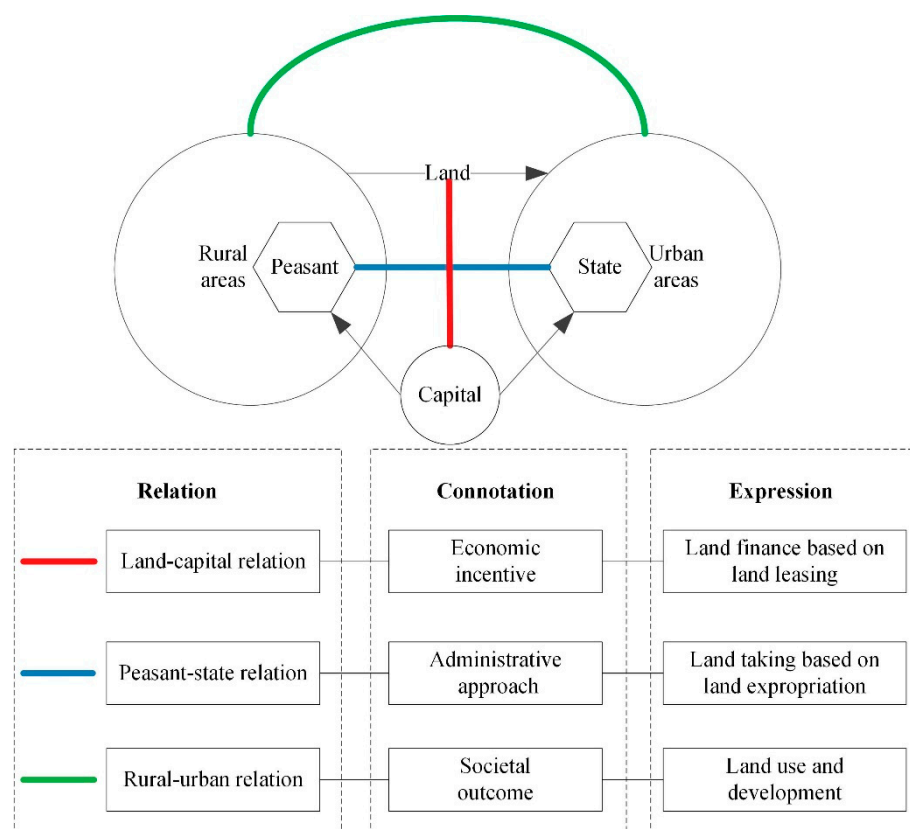 Land
Rural
areas
Peasant
State
Urban
areas
Capital
Relation
Connotation
Expression
Land-capital relation
Economic
incentive
Land finance based on
land leasing
Peasant-state relation
Administrative
approach
Land taking based on
land expropriation
Rural-urban relation
Societal
outcome
Land use and
development